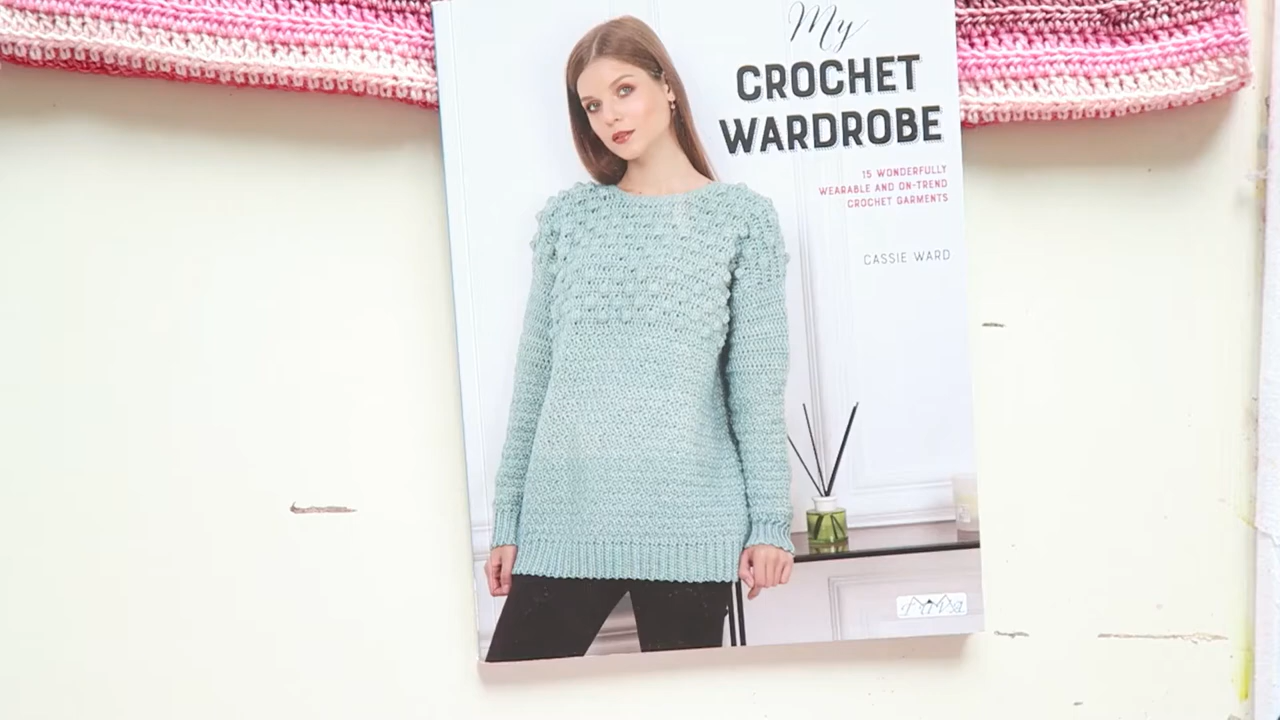 My
CROCHET
WARDROBE
15 WONDERFULLY
WEARABLE AND ON-TREND
CROCHET GARMENTS
CASSIE WARD